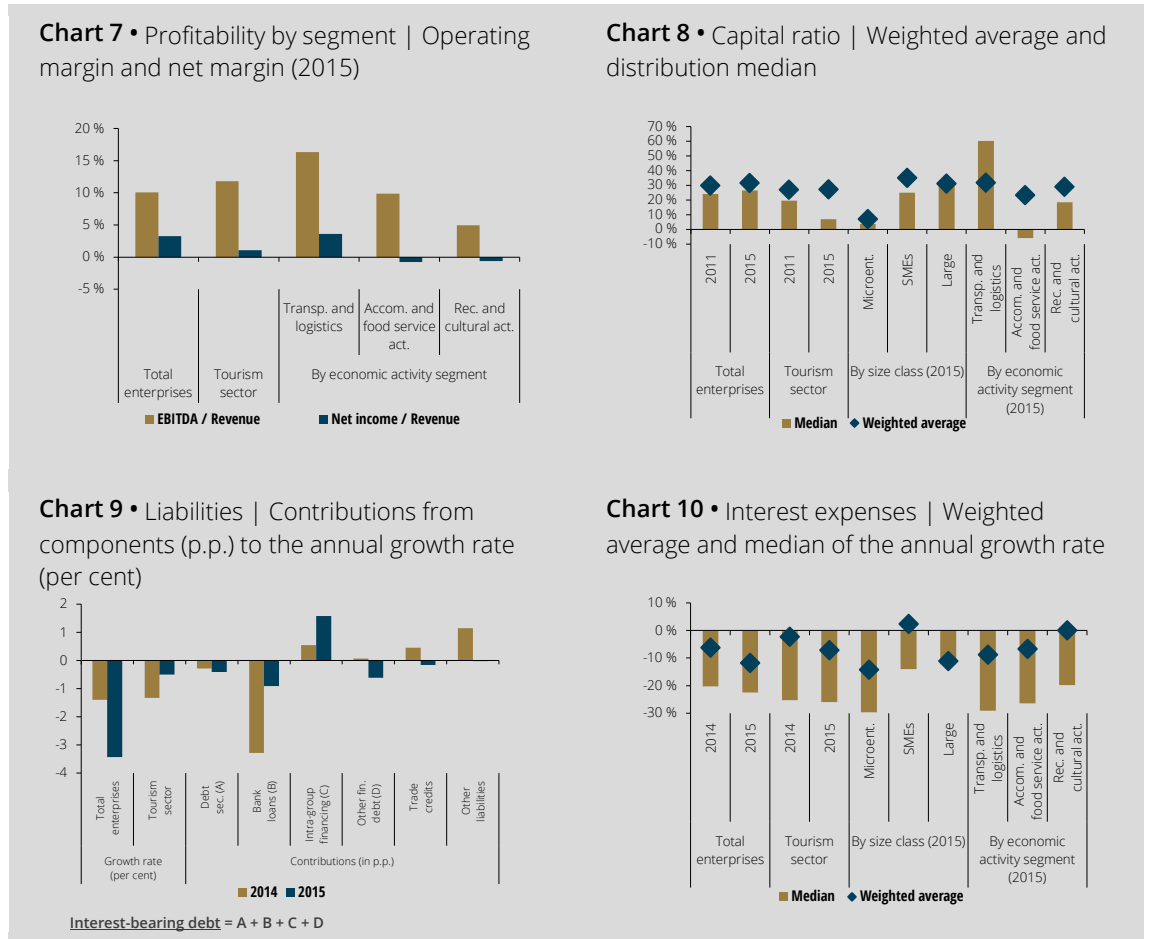 Chart 7 • Profitability by segment | Operating
margin and net margin (2015)
20 %
15 %
10 %
5 %
0 %
-5 %
Transp. and
logistics
Accom. and
food service
act.
Rec. and
cultural act.
Total
enterprises
Tourism
sector
By economic activity segment
EBITDA / Revenue
Net income / Revenue
Chart 8 • Capital ratio | Weighted average and
distribution median
70 %
60 %
50 %
40 %
30 %
20 %
10 %
0 %
-10 %
2011
2015
2011
2015
Microent.
SMEs
Large
Transp. and
logistics
Accom. and
food service act.
Rec. and
cultural act.
Total
enterprises
Tourism
sector
By size class (2015)
By economic
activity segment
(2015)
Median
Weighted average
Chart 9 • Liabilities | Contributions from
components (p.p.) to the annual growth rate
(per cent)
2
1
0
-1
-2
-3
-4
Total
enterprises
Tourism
sector
Debt
sec. (A)
Bank
loans (B)
Intra-group
financing (C)
Other fin.
debt (D)
Trade
credits
Other
liabilities
Growth rate
(per cent)
Contributions (in p.p.)
2014
2015
Interest-bearing debt = A + B + C + D
Chart 10 • Interest expenses | Weighted
average and median of the annual growth rate
10 %
0 %
-10 %
-20 %
-30 %
2014
2015
2014
2015
Microent.
SMEs
Large
Transp. and
logistics
Accom. and
food service act.
Rec. and
cultural act.
Total
enterprises
Tourism
sector
By size class (2015)
By economic
activity segment
(2015)
Median
Weighted average